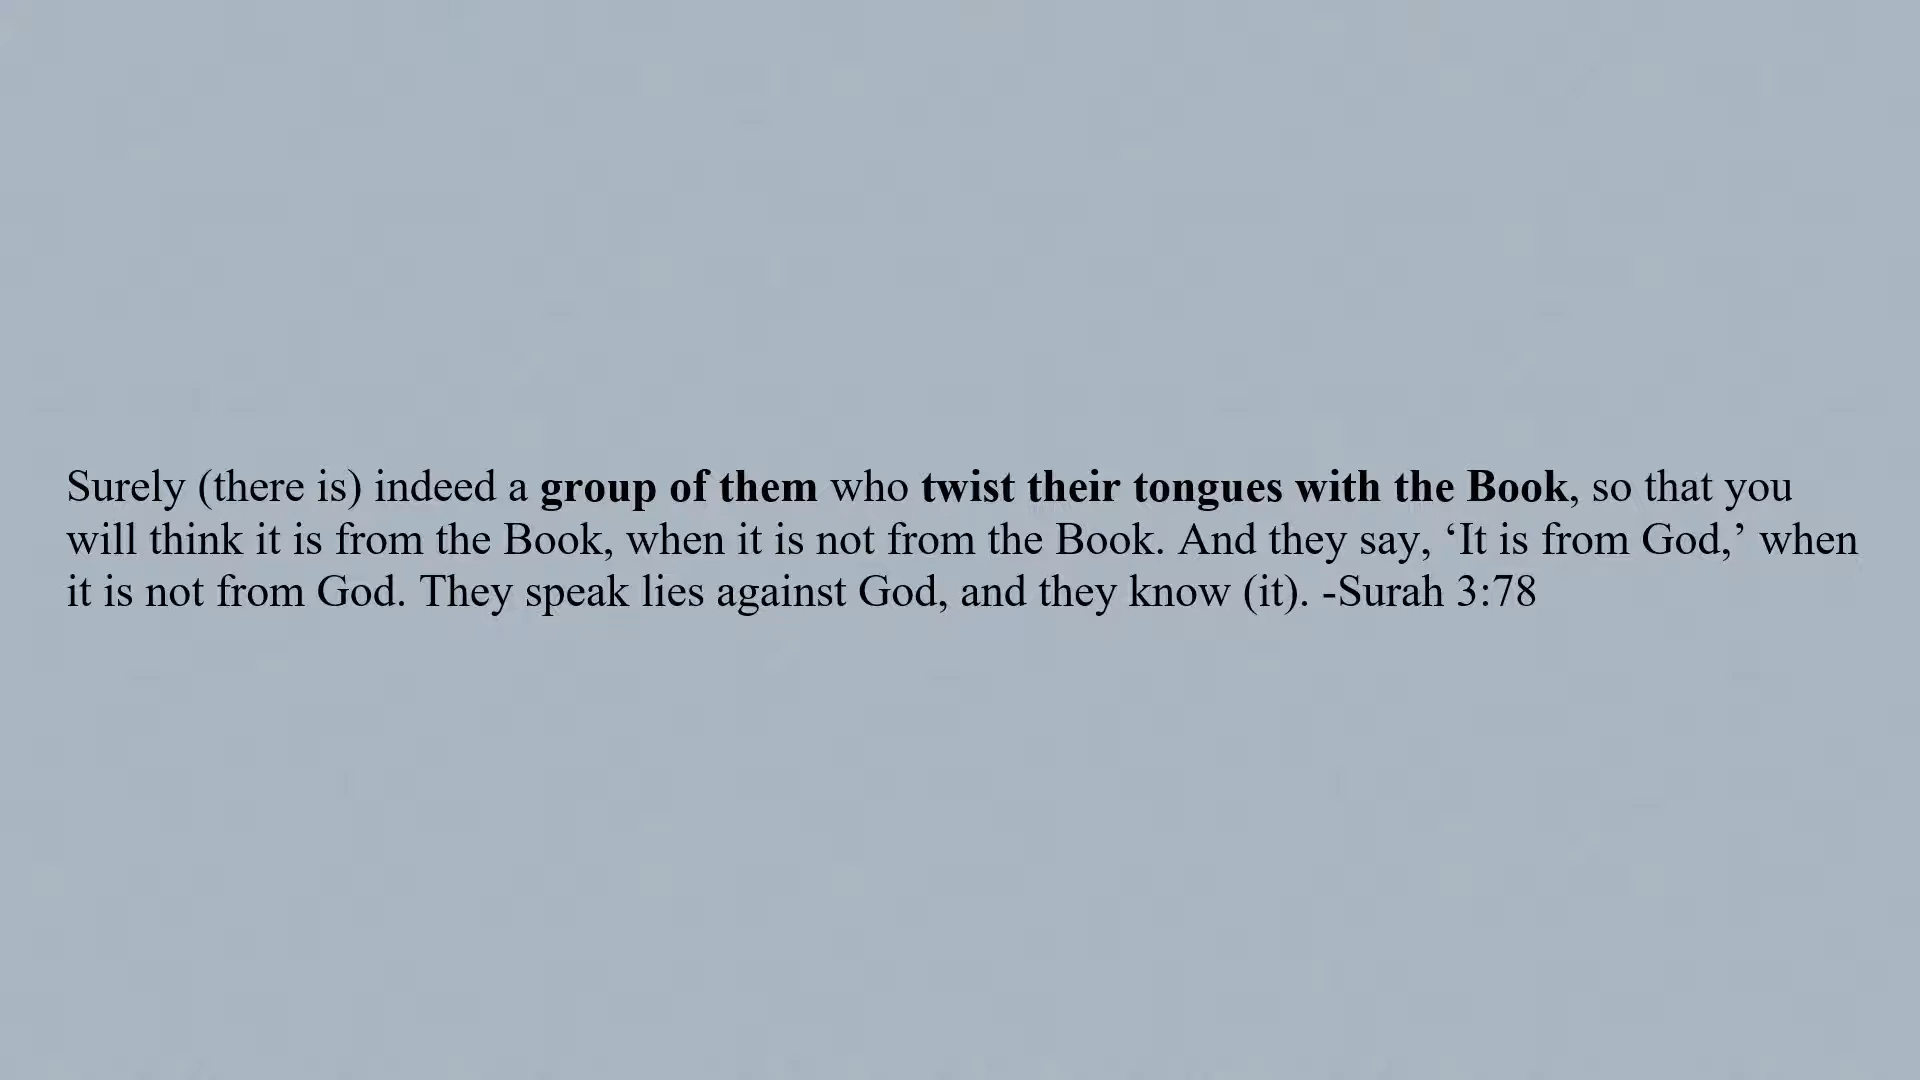 Surely (there is) indeed a group of them who twist their tongues with the Book, so that you
will think it is from the Book, when it is not from the Book. And they say, ‘It is from God,’ when
it is not from God. They speak lies against God, and they know (it). -Surah 3:78